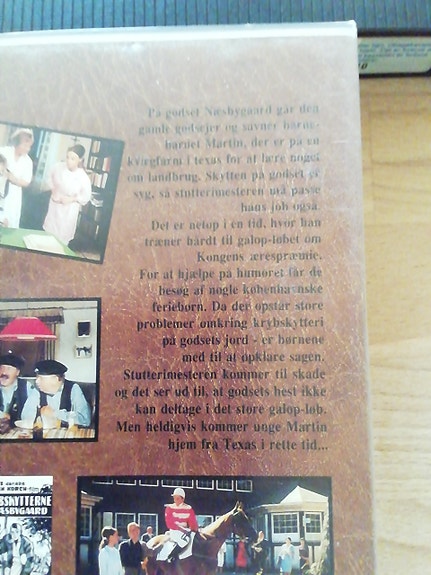 På godset Næsbygaard går den
gamle godsejer og savner barne-
barnet Martin, der er på en
kvægfarm i texas for at lære noget
om landbrug. Skytten på godset er
syg, så stutterimesteren må passe
hans job også.
Det er netop i en tid, hvor han
træner hårdt til galop-løbet om
Kongens ærespræmie.
For at hjælpe på humøret får de
besøg af nogle københavnske
feriebørn. Da der opstår store
problemer omkring krybskytteri
på godsets jord - er børnene
med til at opklare sagen.
Stutterimesteren kommer til skade
og det ser ud til, at godsets hest ikke
kan deltage i det store galop-løb.
Men heldigvis kommer unge Martin
hjem fra Texas i rette tid...
KORCH
BSKYTTERNE
ÆSBYGAARD